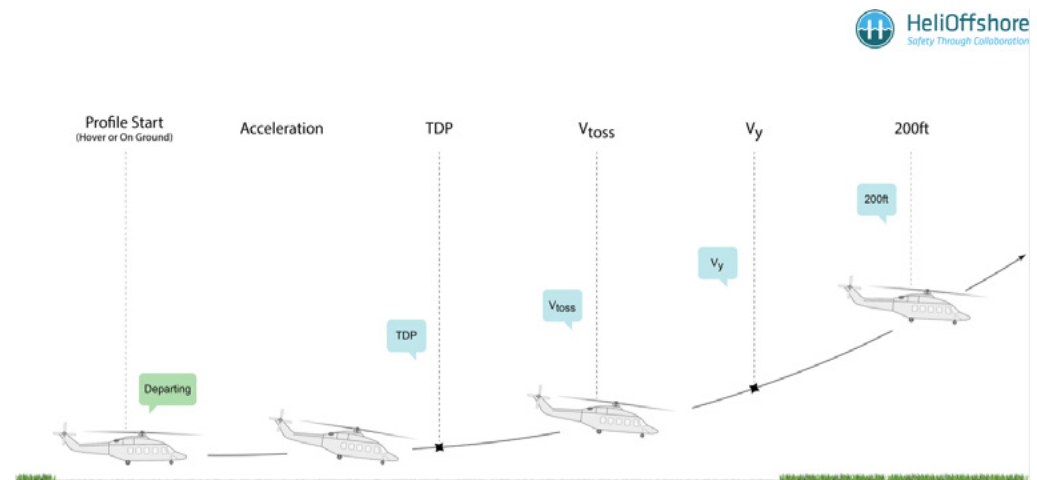 HeliOffshore
Safety Through Collaboration
Profile Start
(Hover or On Ground)
Acceleration
TDP
Vtoss
Vy
200ft
200ft
Vy
Vtoss
TDP
Departing